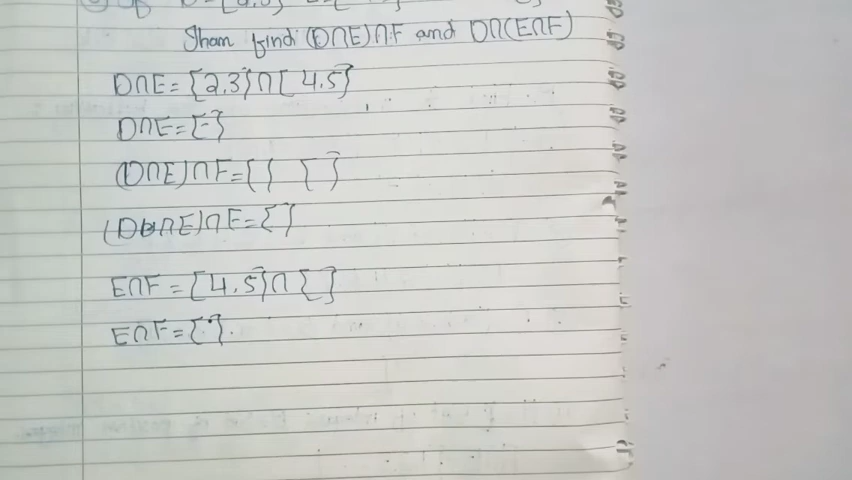 Then find (D∩E)∩F and D∩(E∩F)
D∩E = {2,3}∩{4,5}
D∩E = {-}
(D∩E)∩F = {} { }
(D∩E)∩E = { }
E∩F = {4,5}∩{ }
E∩F = { }.